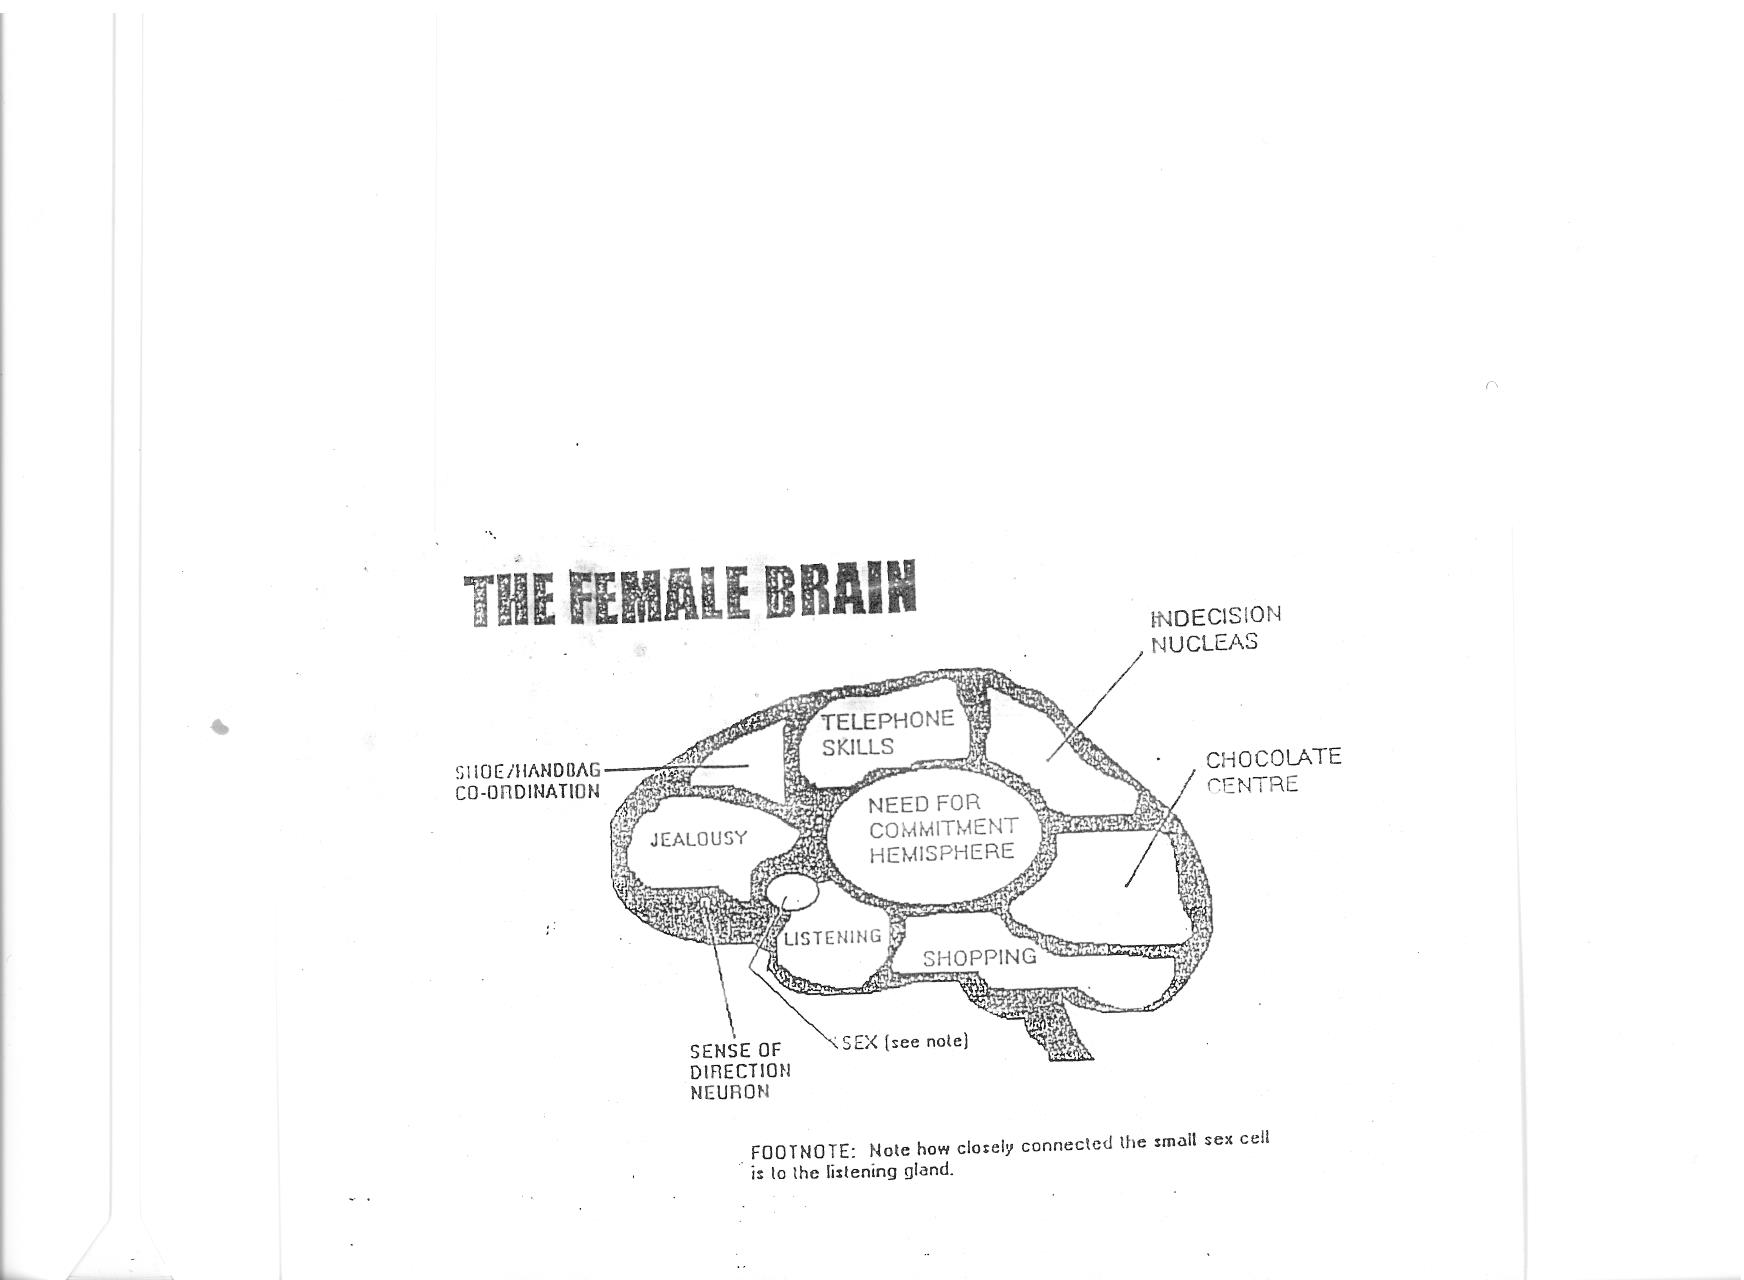 THE FEMALE BRAIN
INDECISION
NUCLEAS
TELEPHONE
SKILLS
SHOE/HANDBAG
CO-ORDINATION
CHOCOLATE
CENTRE
NEED FOR
COMMITMENT
HEMISPHERE
JEALOUSY
LISTENING
SHOPPING
SENSE OF
DIRECTION
NEURON
SEX (see note)
FOOTNOTE: Note how closely connected the small sex cell
is to the listening gland.